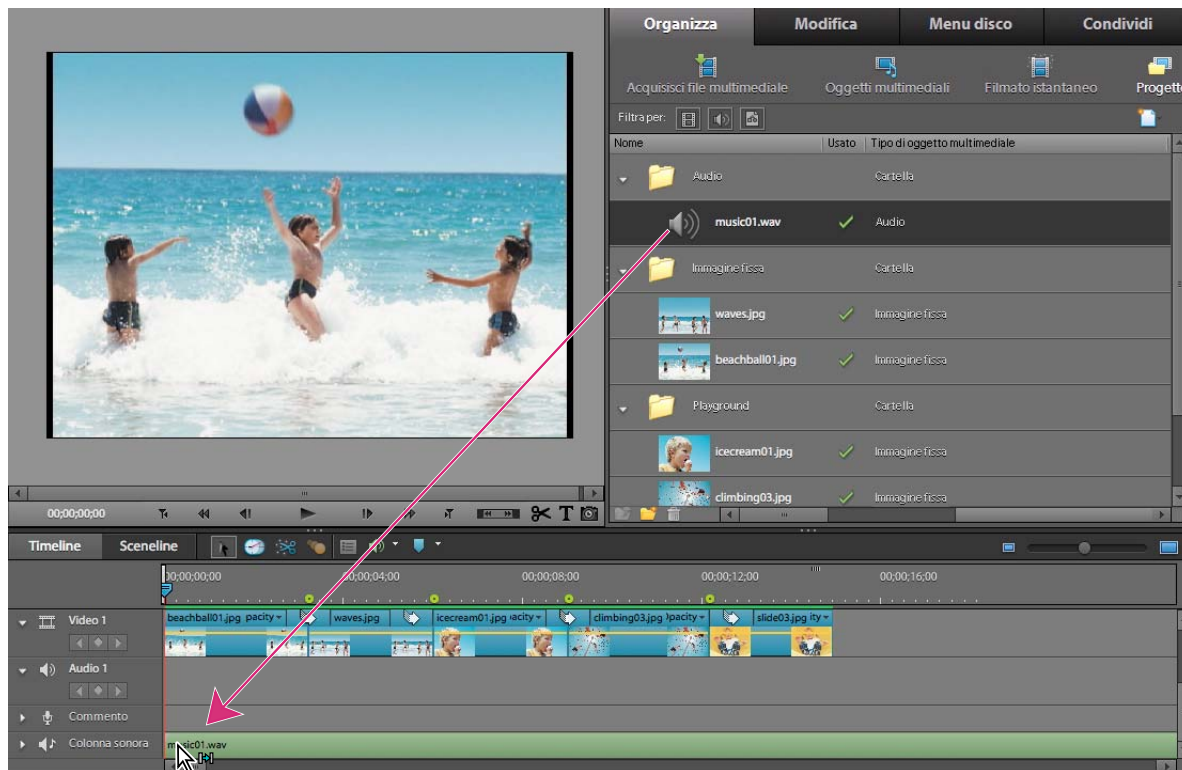 Organizza Modifica Menu disco Condividi
Acquisisci file multimediale Oggetti multimediali Filmato istantaneo Progett
Filtra per:
Nome Usato Tipo di oggetto multimediale
Audio Cartella
music01.wav Audio
Immagine fissa Cartella
waves.jpg Immagine fissa
beachball01.jpg Immagine fissa
Playground Cartella
icecream01.jpg Immagine fissa
climbing03.jpg Immagine fissa
00;00;00;00
T
Timeline Sceneline
00;00;00;00 00;00;04;00 00;00;08;00 00;00;12;00 00;00;16;00
Video 1 beachball01.jpg pacity waves.jpg icecream01.jpg acity climbing03.jpg pacity slide03.jpg ity
Audio 1
Commento
Colonna sonora music01.wav